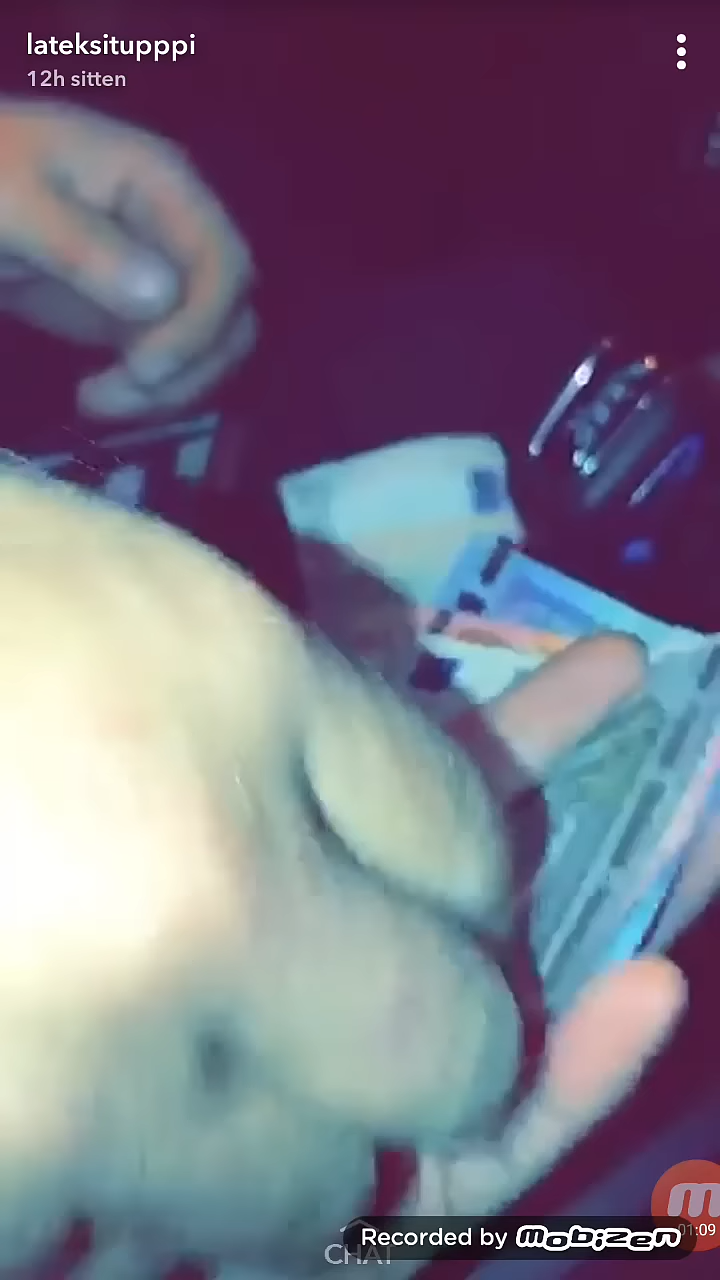 lateksitupppi
12h sitten
01:09
Recorded by MOBIZEN
CHAT